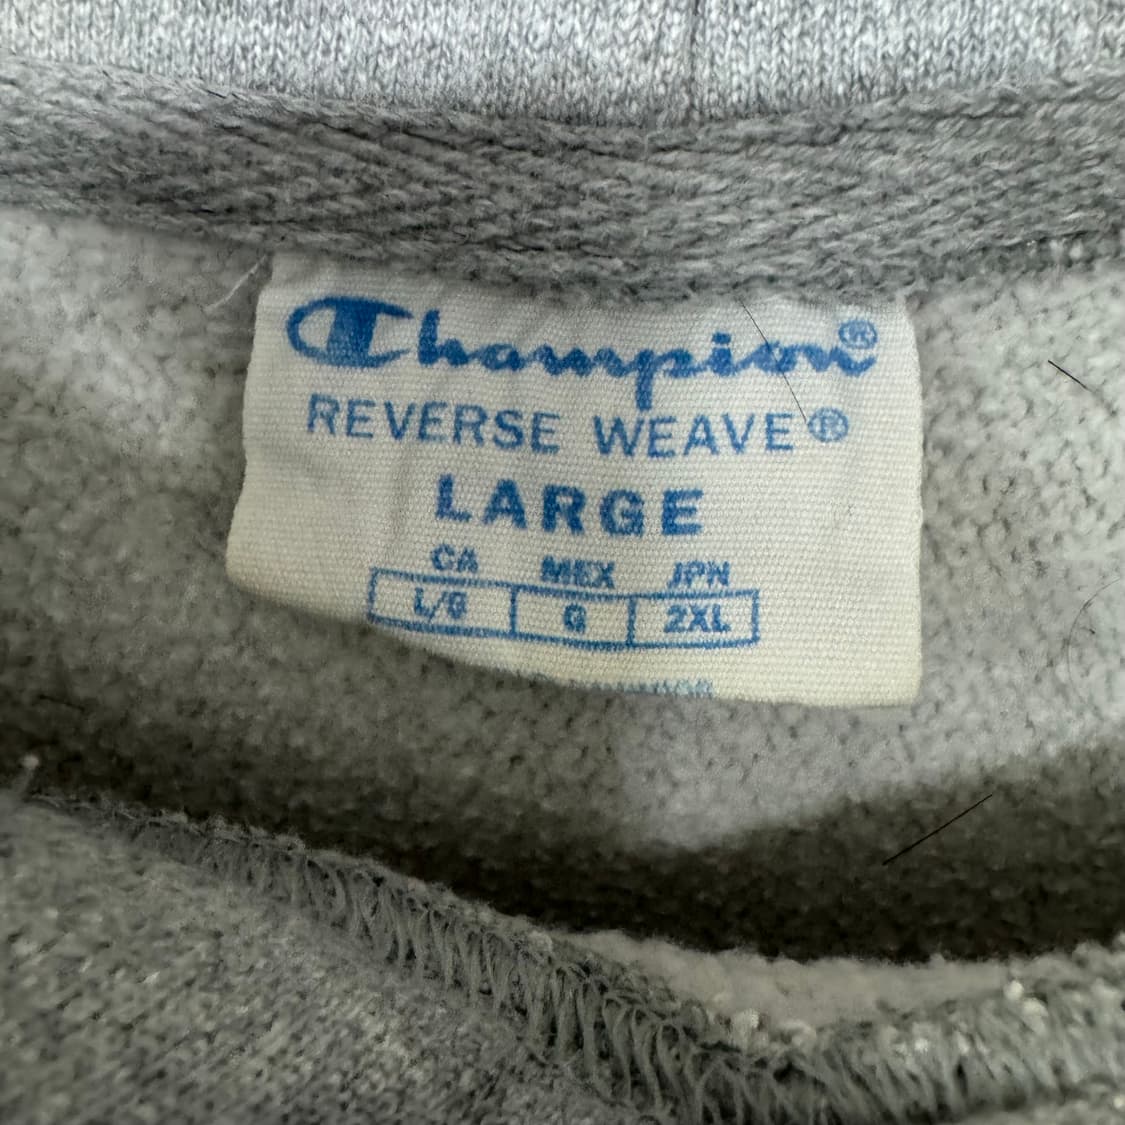 Champion®
REVERSE WEAVE®
LARGE
CA MEX JPN
L/G G 2XL